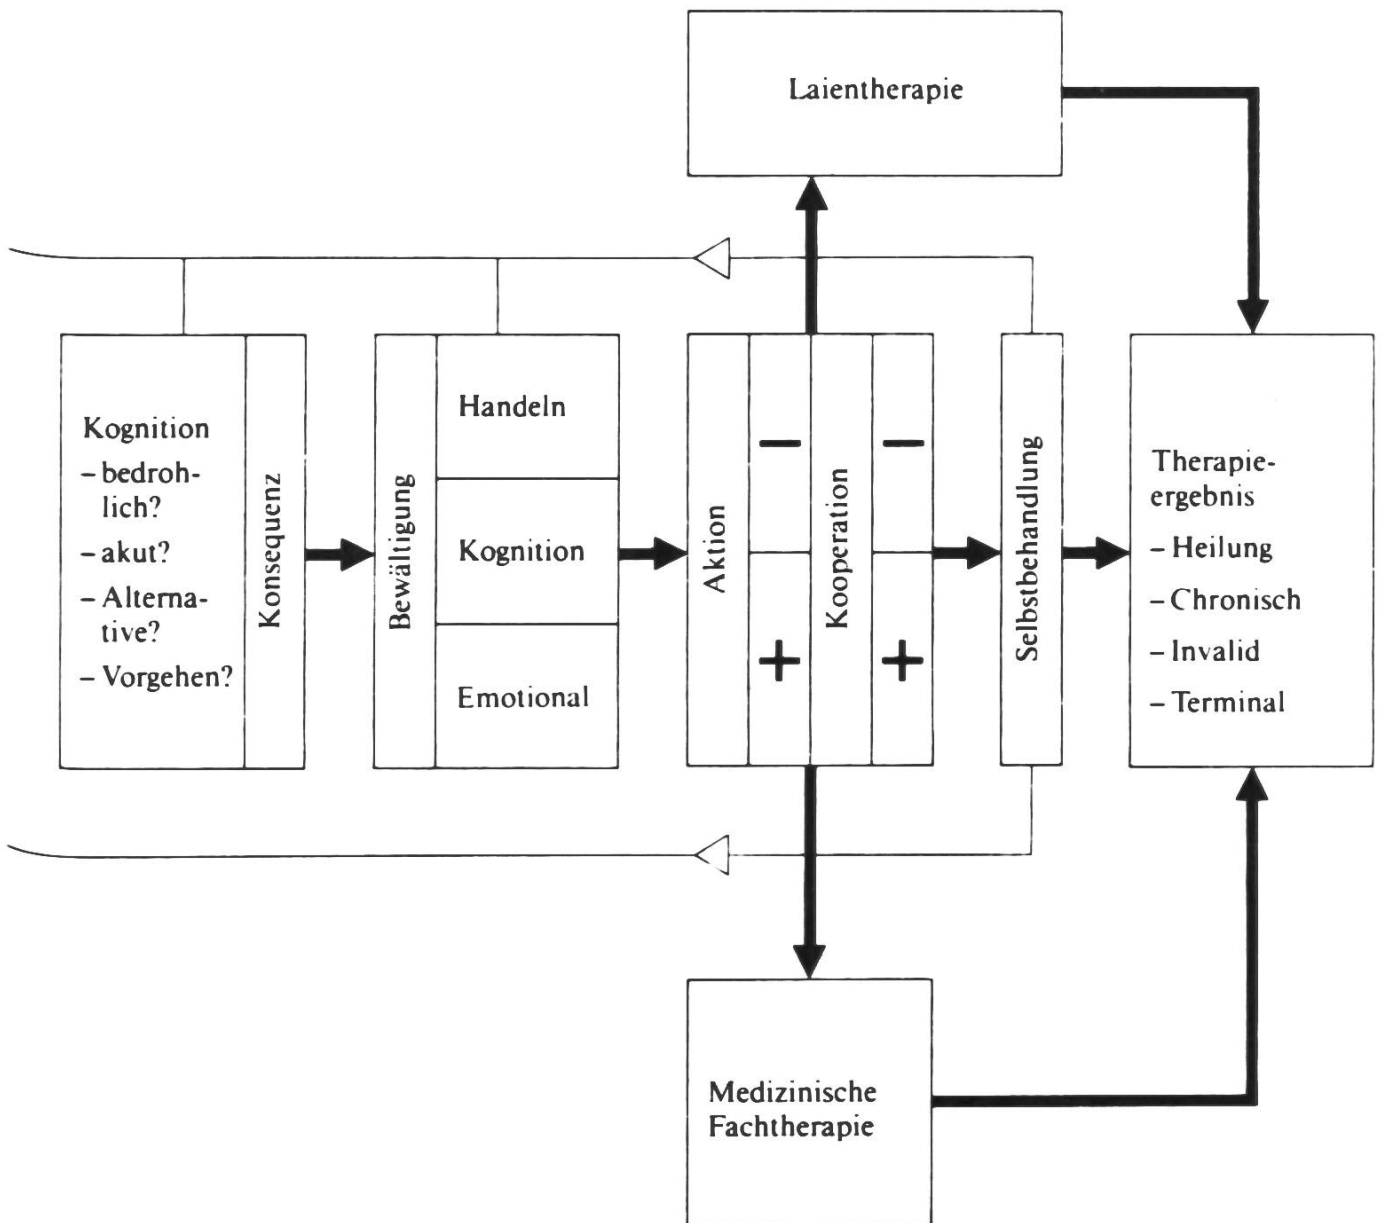 Laientherapie
Kognition
– bedroh-
lich?
– akut?
– Alterna-
tive?
– Vorgehen?
Konsequenz
Bewältigung
Handeln
Kognition
Emotional
Aktion
–
+
Kooperation
–
+
Selbstbehandlung
Therapie-
ergebnis
– Heilung
– Chronisch
– Invalid
– Terminal
Medizinische
Fachtherapie